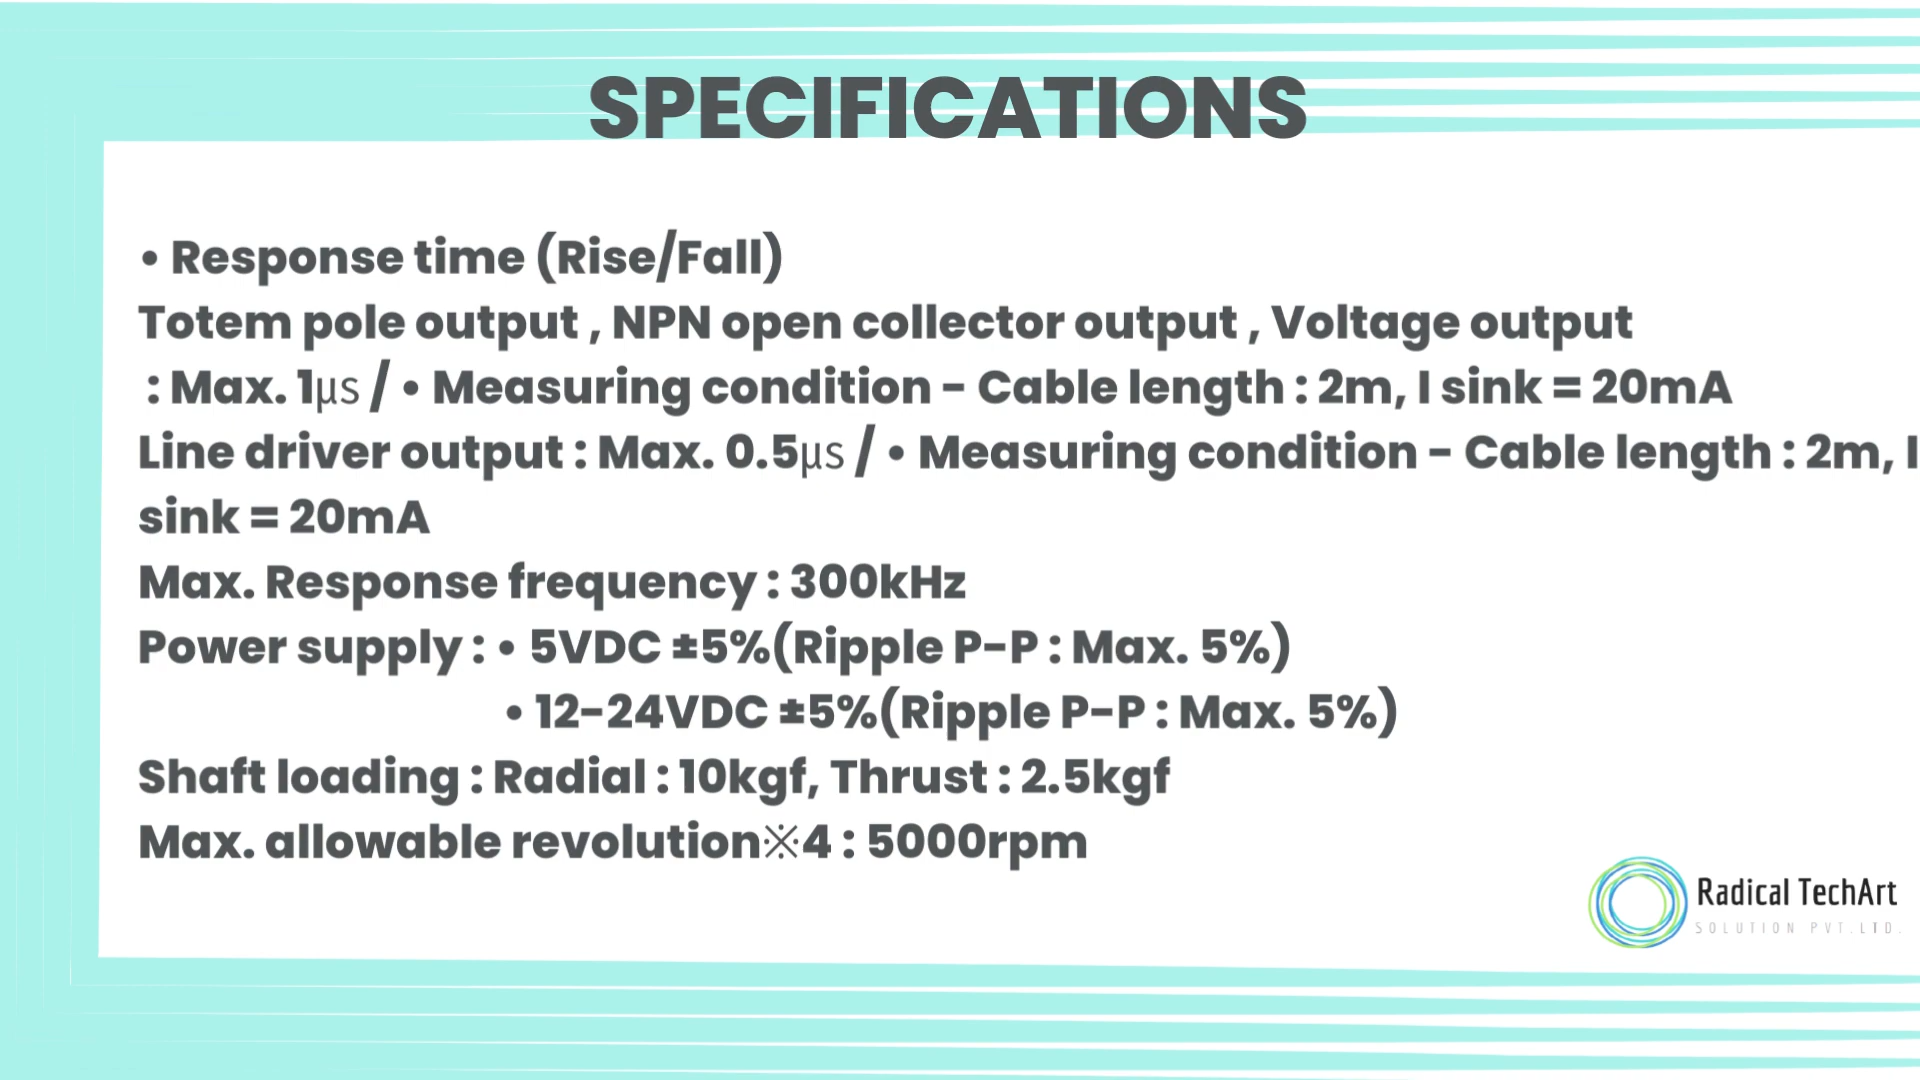 SPECIFICATIONS
• Response time (Rise/Fall)
Totem pole output , NPN open collector output , Voltage output
: Max. 1µs / • Measuring condition - Cable length : 2m, I sink = 20mA
Line driver output : Max. 0.5µs / • Measuring condition - Cable length : 2m, I
sink = 20mA
Max. Response frequency : 300kHz
Power supply : • 5VDC ±5%(Ripple P-P : Max. 5%)
• 12-24VDC ±5%(Ripple P-P : Max. 5%)
Shaft loading : Radial : 10kgf, Thrust : 2.5kgf
Max. allowable revolution※4 : 5000rpm
Radical TechArt
SOLUTION PVT.LTD.